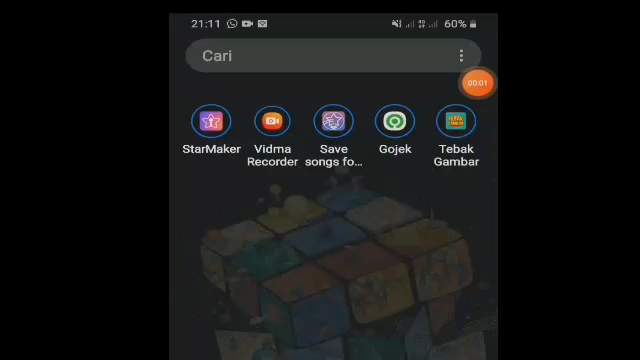 21:11
60%
Cari
00:01
StarMaker
Vidma Recorder
Save songs fo...
Gojek
Tebak Gambar